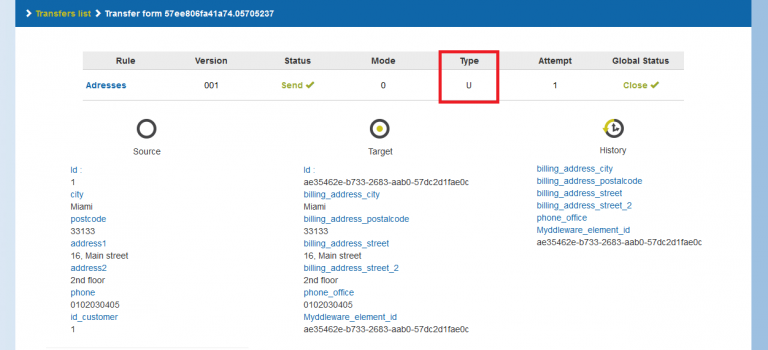 Transfers list > Transfer form 57ee806fa41a74.05705237
Rule Version Status Mode Type Attempt Global Status
Adresses 001 Send 0 U 1 Close
Source
Id :
1
city
Miami
postcode
33133
address1
16, Main street
address2
2nd floor
phone
0102030405
id_customer
1
Target
Id :
ae35462e-b733-2683-aab0-57dc2d1fae0c
billing_address_city
Miami
billing_address_postalcode
33133
billing_address_street
16, Main street
billing_address_street_2
2nd floor
phone_office
0102030405
Myddleware_element_id
ae35462e-b733-2683-aab0-57dc2d1fae0c
History
billing_address_city
billing_address_postalcode
billing_address_street
billing_address_street_2
phone_office
Myddleware_element_id
ae35462e-b733-2683-aab0-57dc2d1fae0c